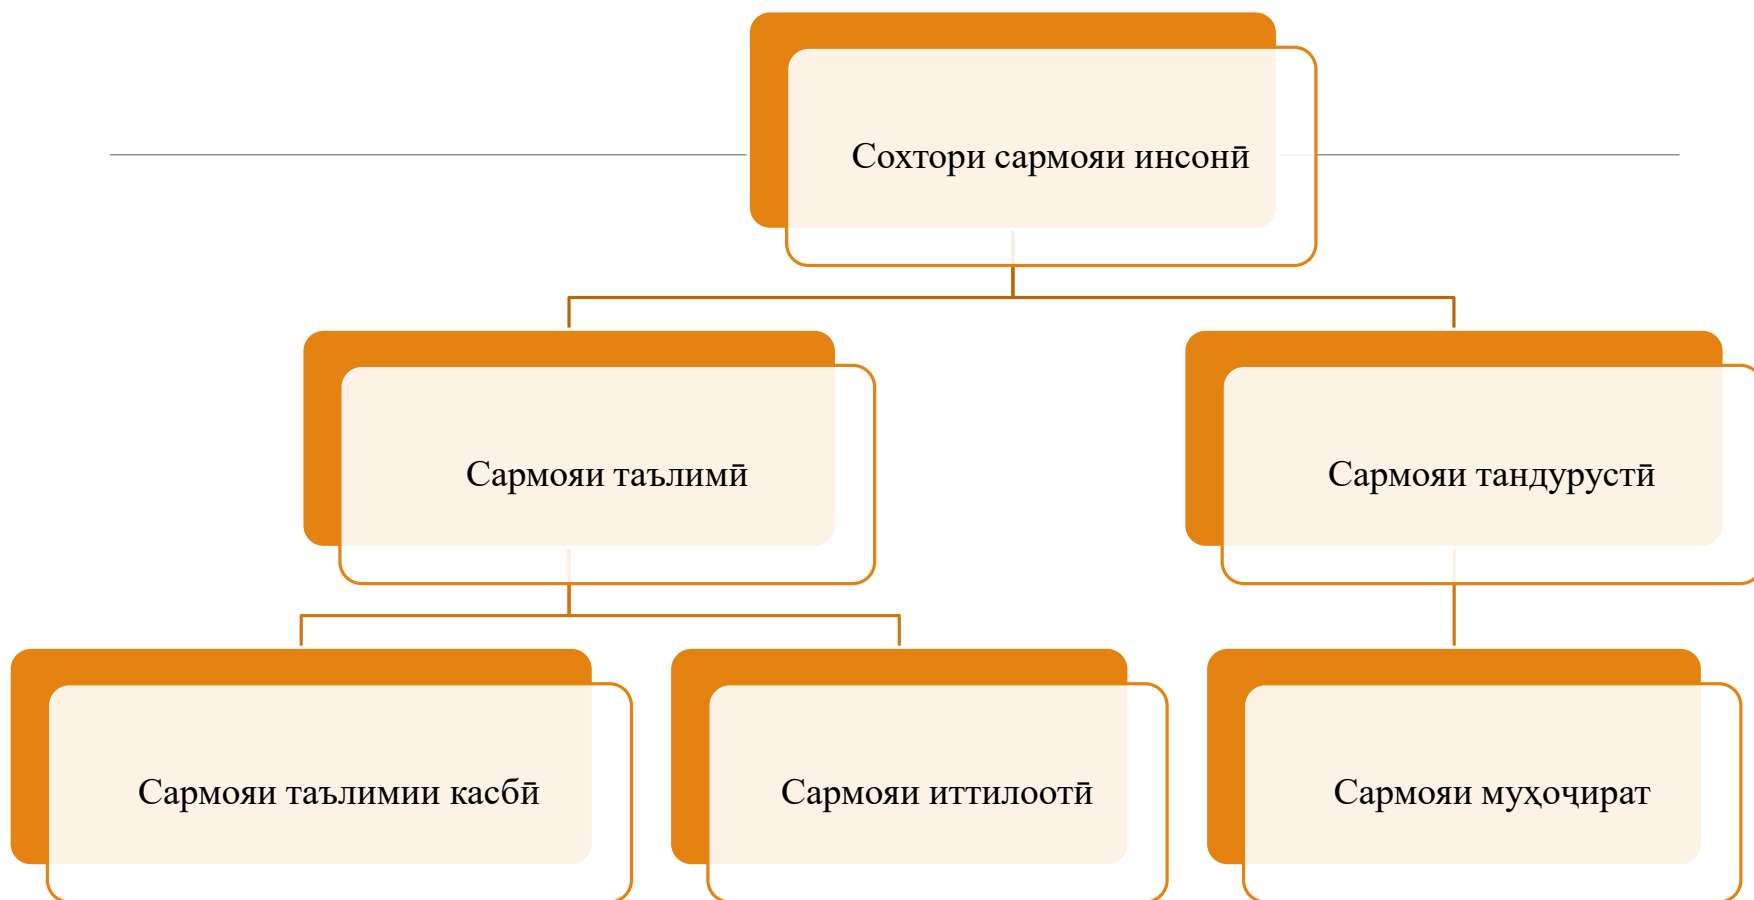 Сохтори сармояи инсонӣ
Сармояи таълимӣ
Сармояи тандурустӣ
Сармояи таълимии касбӣ
Сармояи иттилоотӣ
Сармояи муҳоҷират